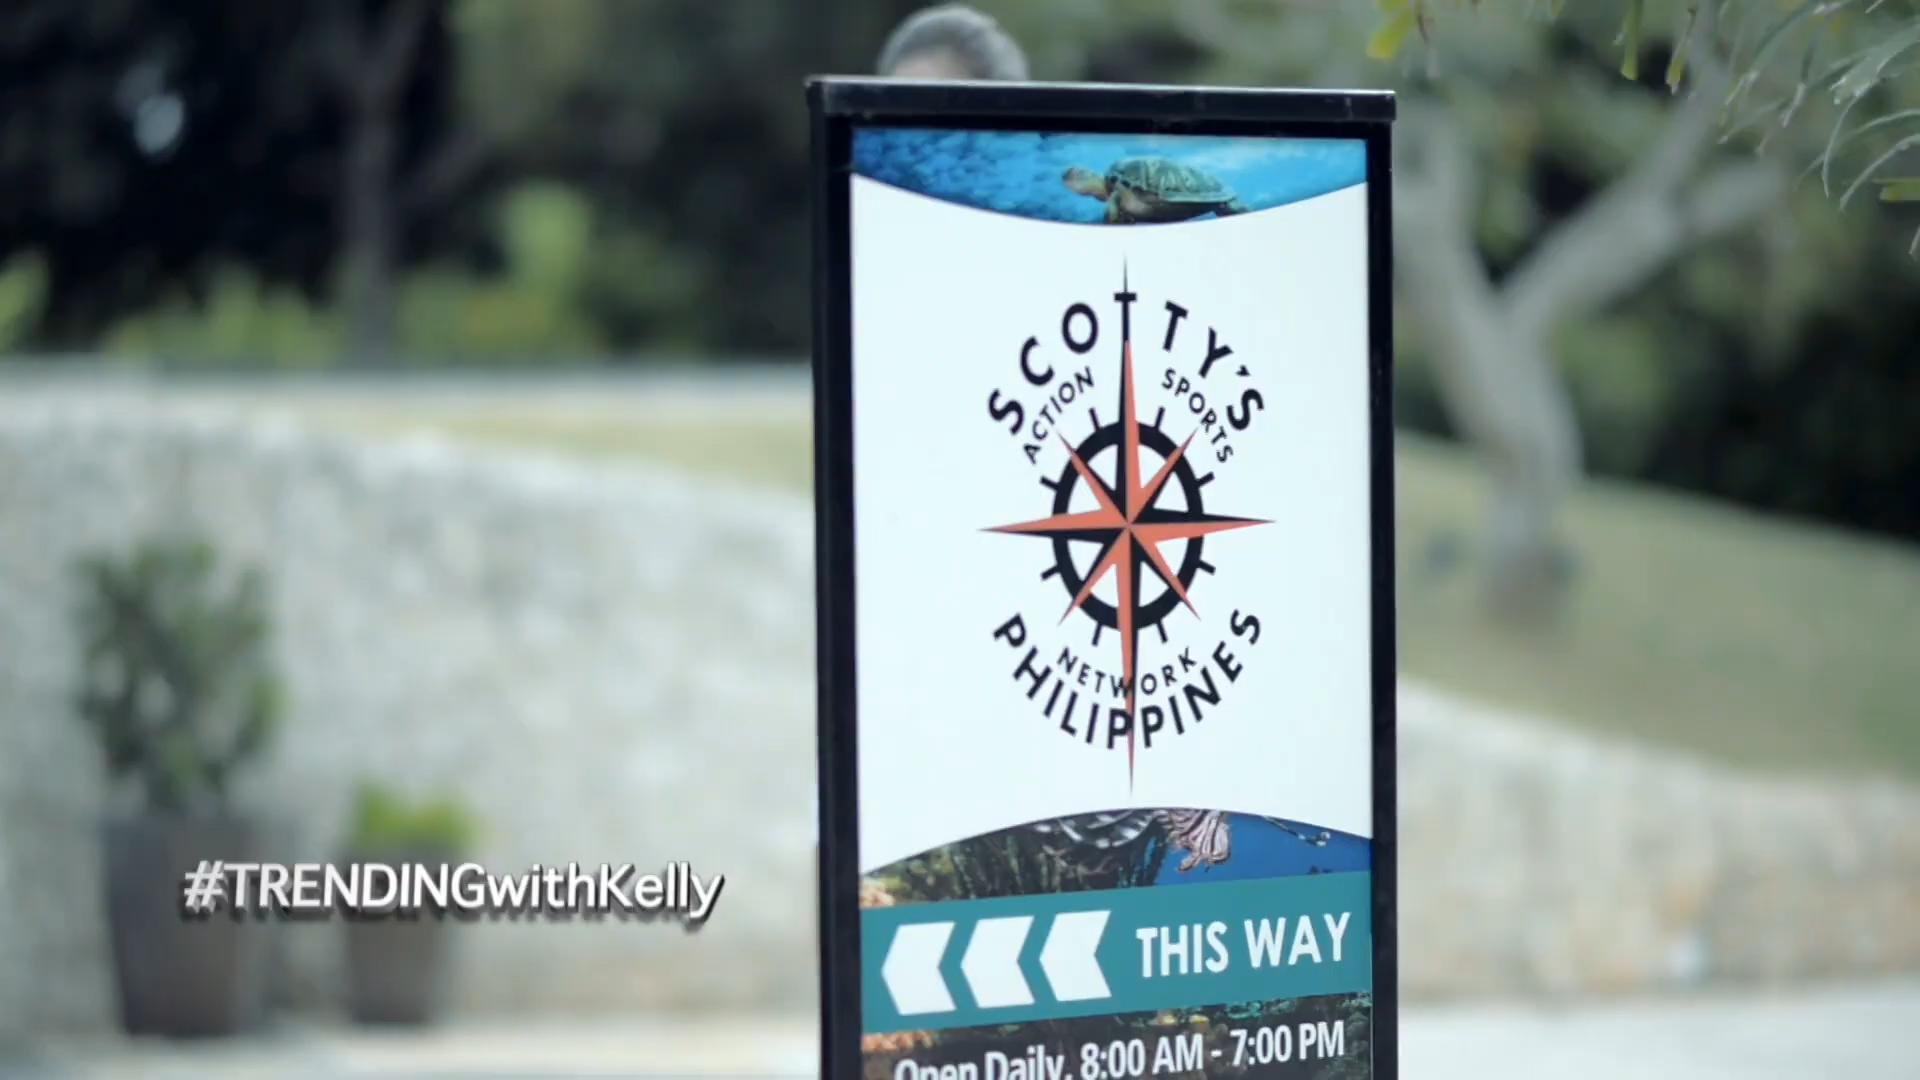 SCOTTY'S
ACTION SPORTS
NETWORK
PHILIPPINES
#TRENDINGwithKelly
THIS WAY
Open Daily, 8:00 AM - 7:00 PM